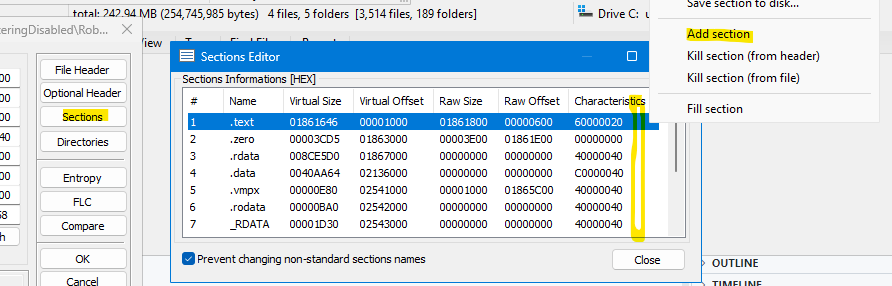 total: 242.94 MB (254,745,985 bytes) 4 files, 5 folders [3,514 files, 189 folders]
Drive C:
Save section to disk...
Add section
Kill section (from header)
Kill section (from file)
Fill section
teringDisabled\Rob...
View
File Header
Optional Header
Sections
Directories
Entropy
FLC
Compare
OK
Cancel
Sections Editor
Sections Informations [HEX]
# Name Virtual Size Virtual Offset Raw Size Raw Offset Characteristics
1 .text 01861646 00001000 01861800 00000600 60000020
2 .zero 00003CD5 01863000 00003E00 01861E00 00000000
3 .rdata 008CE5D0 01867000 00000000 00000000 40000040
4 .data 0040AA64 02136000 00000000 00000000 C0000040
5 .vmpx 00000E80 02541000 00001000 01865C00 40000040
6 .rodata 00000BA0 02542000 00000000 00000000 40000040
7 _RDATA 00001D30 02543000 00000000 00000000 40000040
Prevent changing non-standard sections names
Close
OUTLINE
TIMELINE